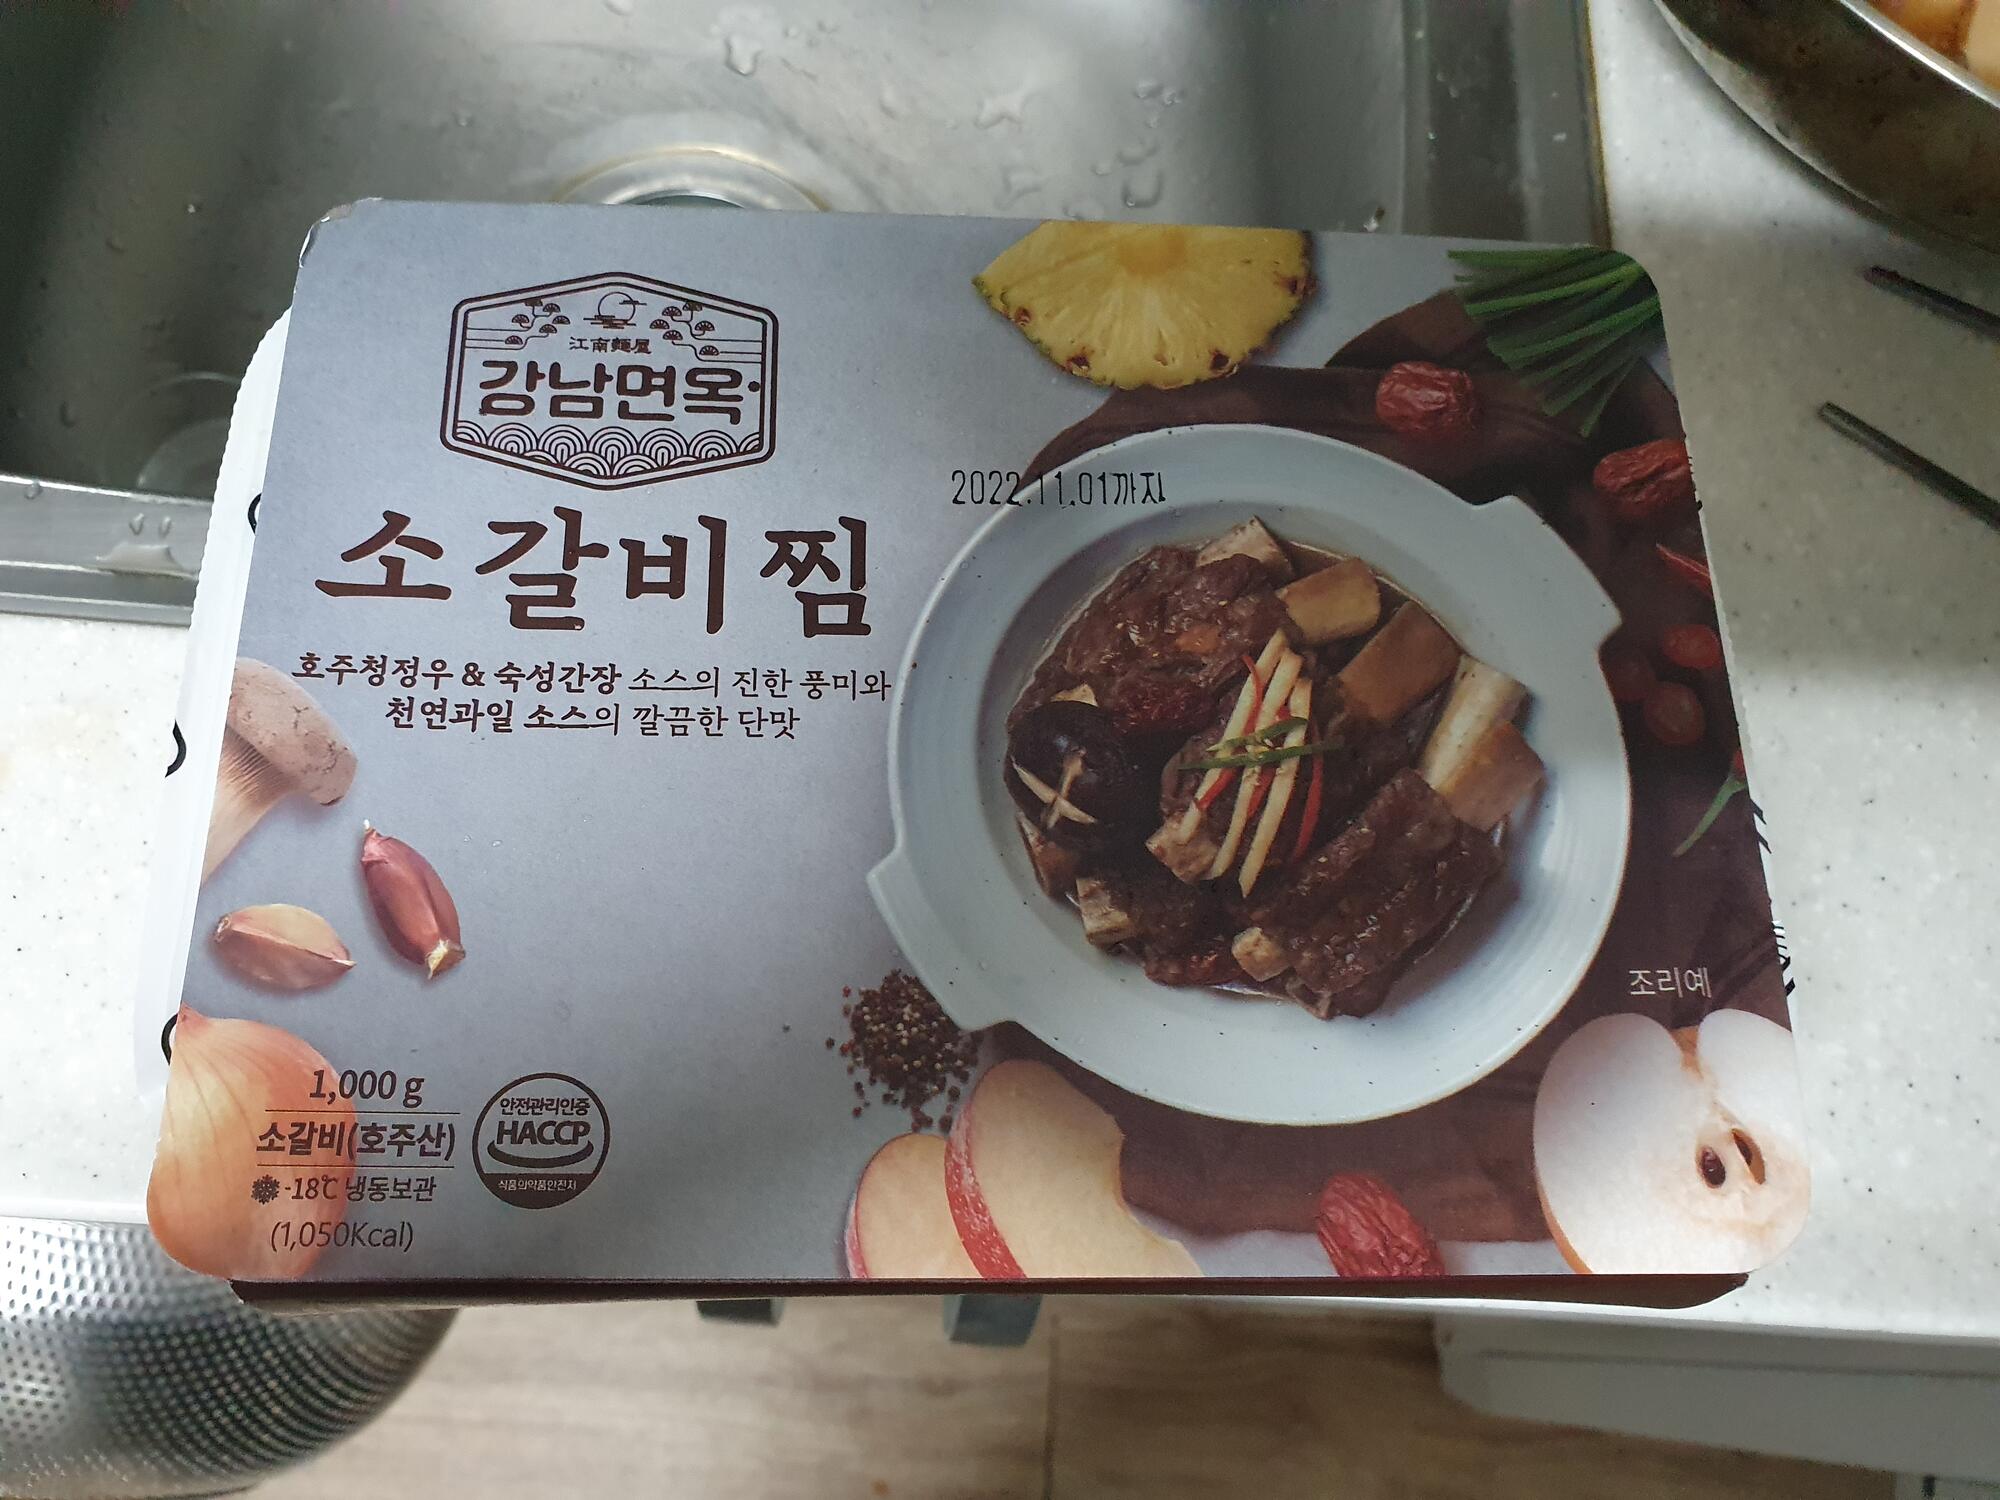 江南麵屋
강남면옥
2022.11.01까지
소갈비찜
호주청정우 & 숙성간장 소스의 진한 풍미와
천연과일 소스의 깔끔한 단맛
조리예
1,000 g
소갈비(호주산)
-18℃ 냉동보관
(1,050Kcal)
안전관리인증
HACCP
식품의약품안전처